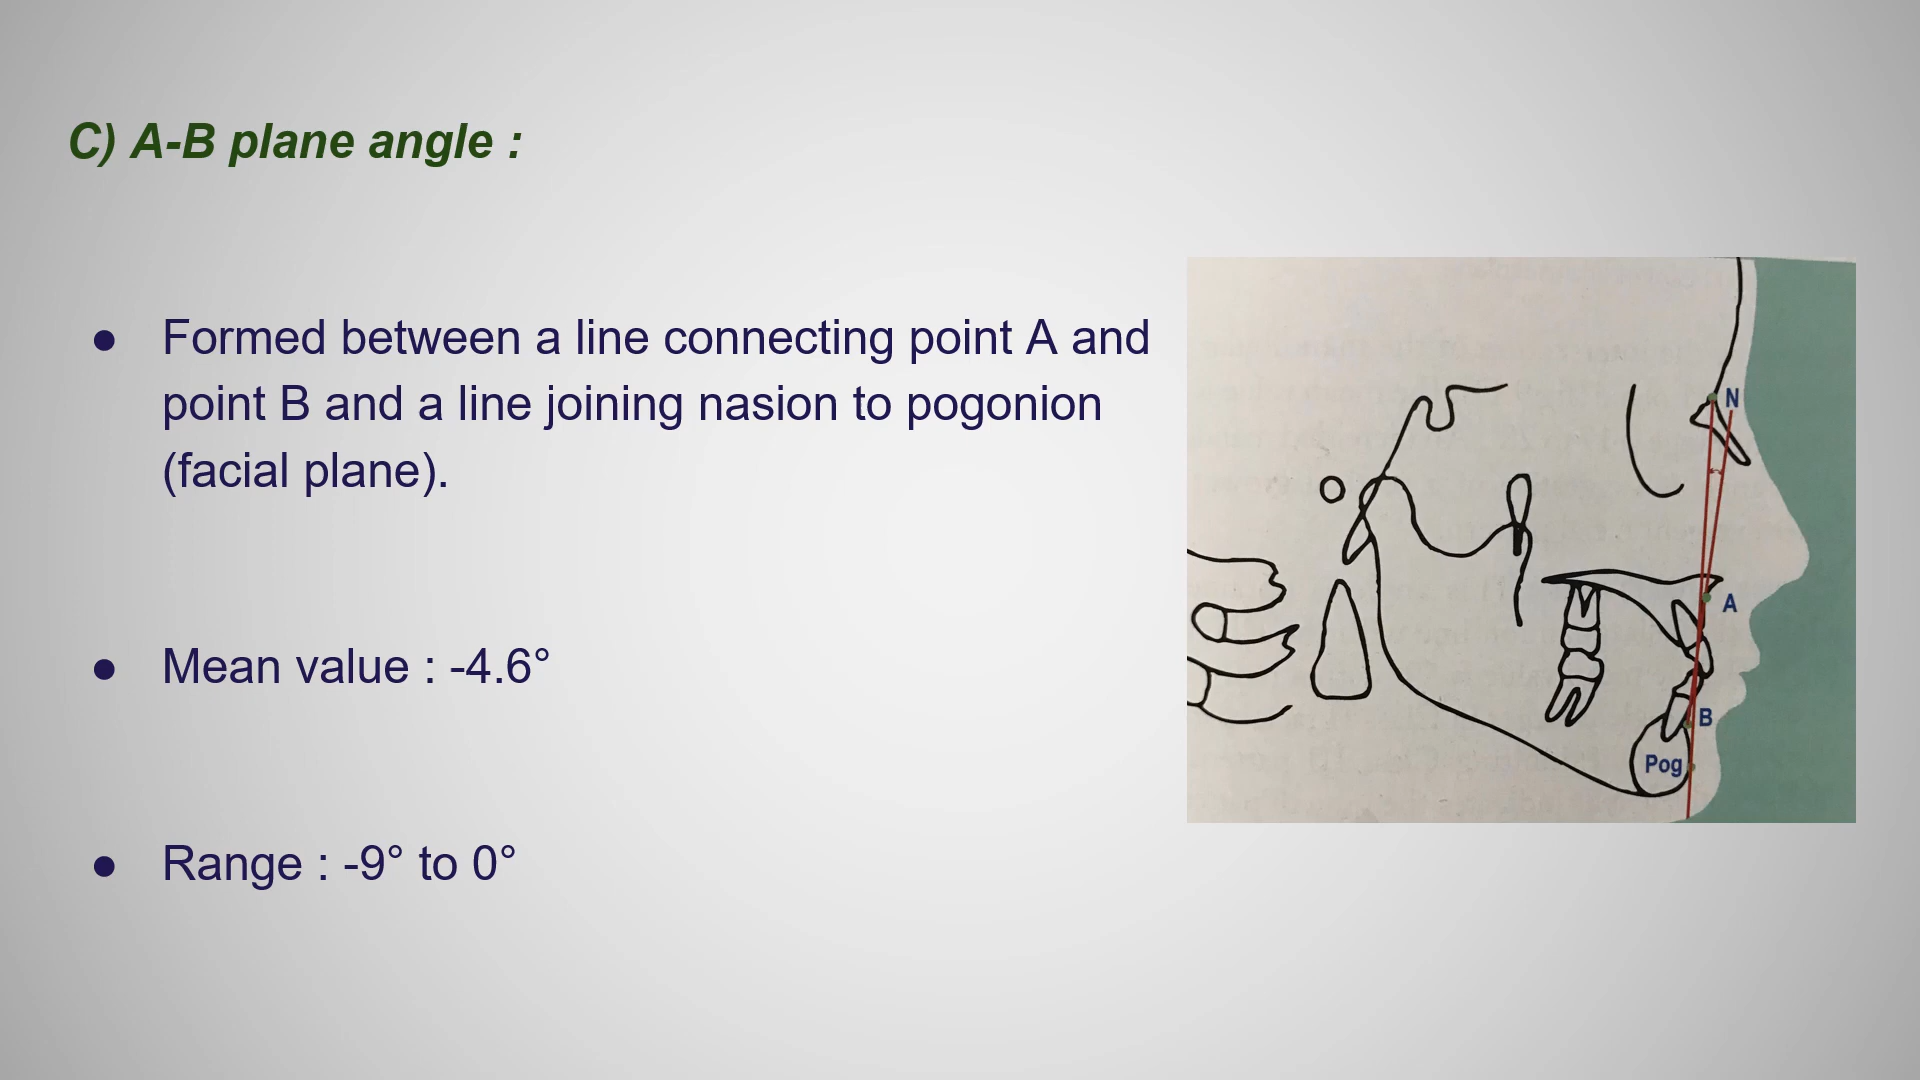 C) A-B plane angle :
● Formed between a line connecting point A and
point B and a line joining nasion to pogonion
(facial plane).
● Mean value : -4.6°
● Range : -9° to 0°
N
A
B
Pog